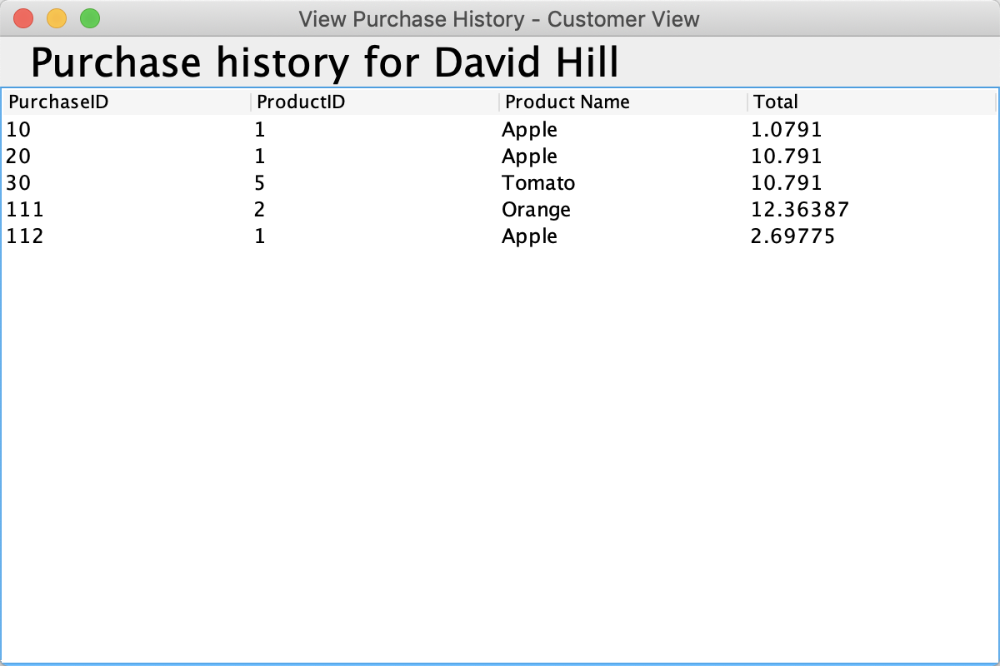 View Purchase History - Customer View
Purchase history for David Hill
PurchaseID ProductID Product Name Total
10 1 Apple 1.0791
20 1 Apple 10.791
30 5 Tomato 10.791
111 2 Orange 12.36387
112 1 Apple 2.69775